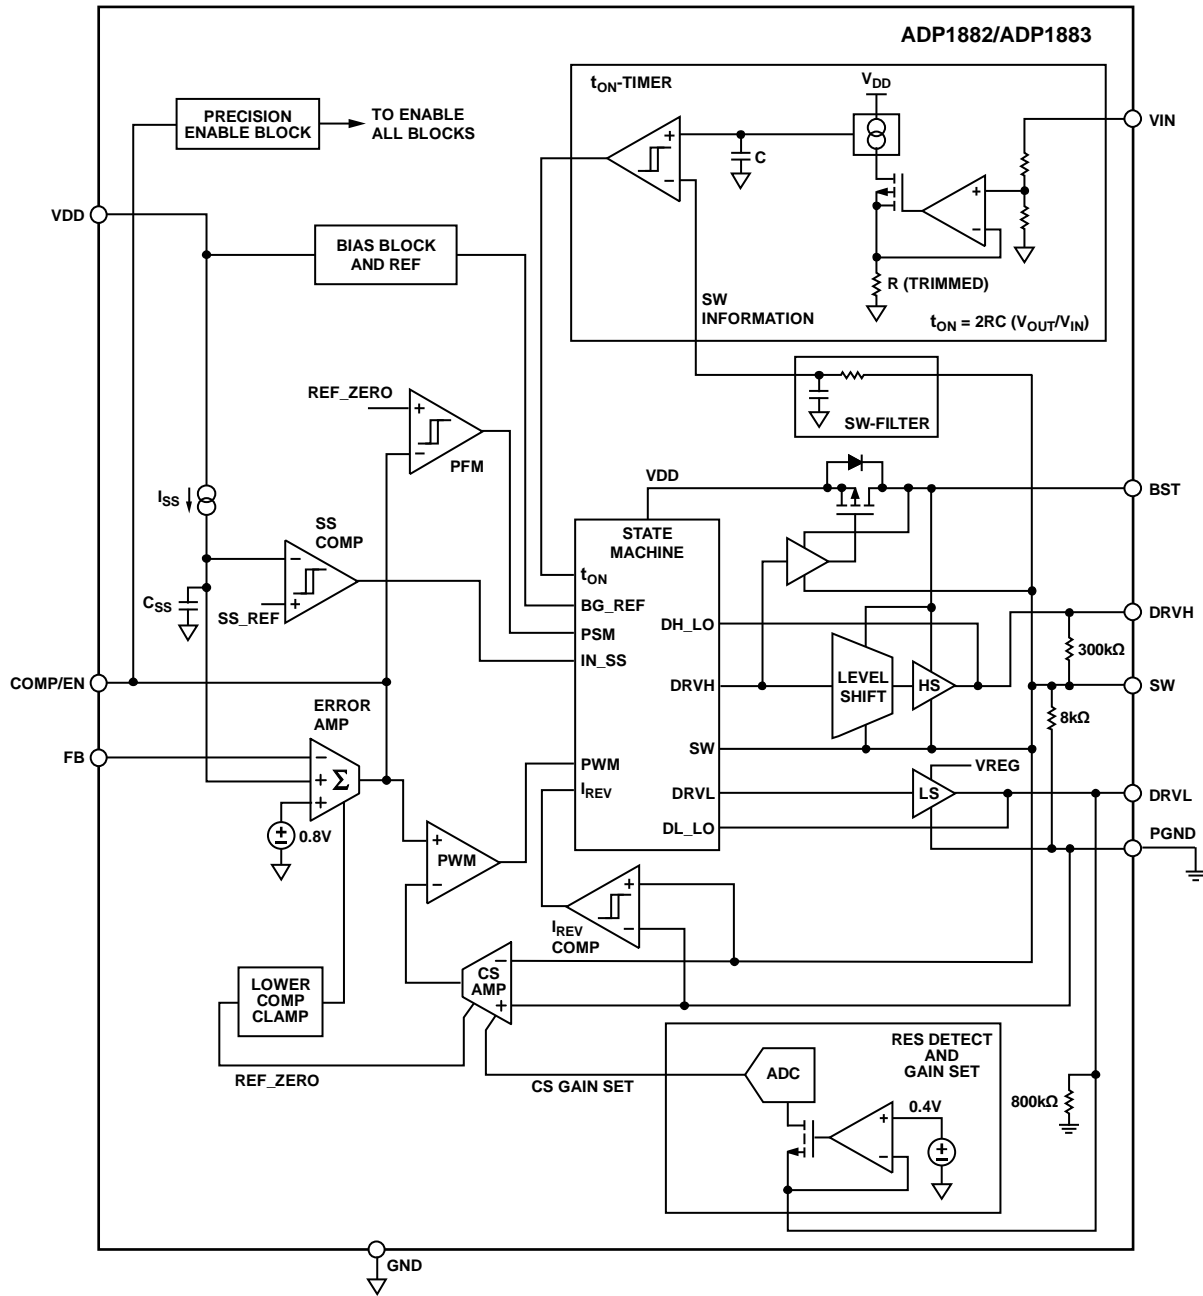 ADP1882/ADP1883
tON-TIMER
VDD
PRECISION
ENABLE BLOCK
TO ENABLE
ALL BLOCKS
VIN
+
–
C
+
–
VDD
BIAS BLOCK
AND REF
R (TRIMMED)
SW
INFORMATION
tON = 2RC (VOUT/VIN)
REF_ZERO
+
–
PFM
SW-FILTER
VDD
BST
ISS
SS
COMP
–
+
CSS
SS_REF
STATE
MACHINE
tON
BG_REF
PSM
IN_SS
PWM
IREV
DH_LO
DRVH
SW
DRVL
DL_LO
LEVEL
SHIFT
HS
DRVH
300kΩ
SW
8kΩ
VREG
LS
DRVL
PGND
COMP/EN
ERROR
AMP
FB
–
+
+
Σ
0.8V
+
–
PWM
+
–
IREV
COMP
CS
AMP
–
+
LOWER
COMP
CLAMP
REF_ZERO
CS GAIN SET
RES DETECT
AND
GAIN SET
ADC
0.4V
+
–
800kΩ
GND